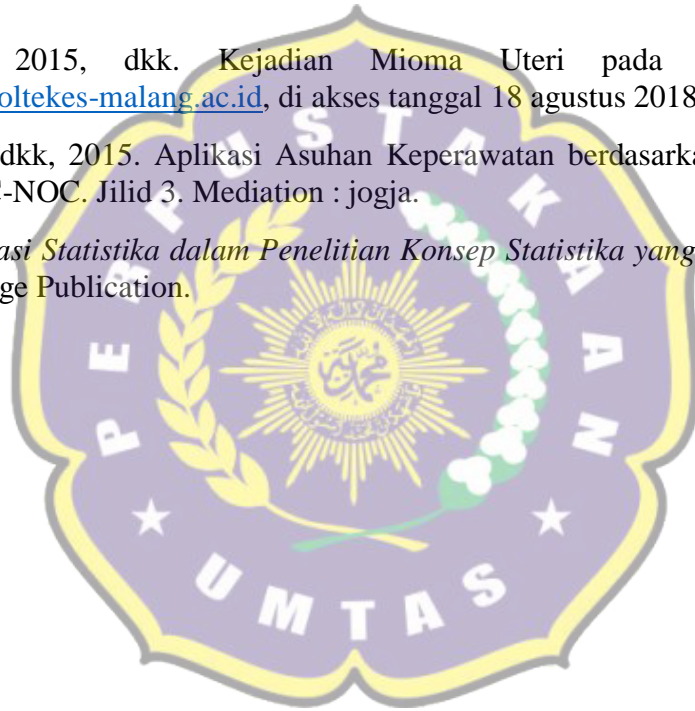 2015, dkk. Kejadian Mioma Uteri pada
oltekes-malang.ac.id, di akses tanggal 18 agustus 2018
dkk, 2015. Aplikasi Asuhan Keperawatan berdasarka
-NOC. Jilid 3. Mediation : jogja.
asi Statistika dalam Penelitian Konsep Statistika yang
ge Publication.
PERPUSTAKAAN
★ UMTAS ★